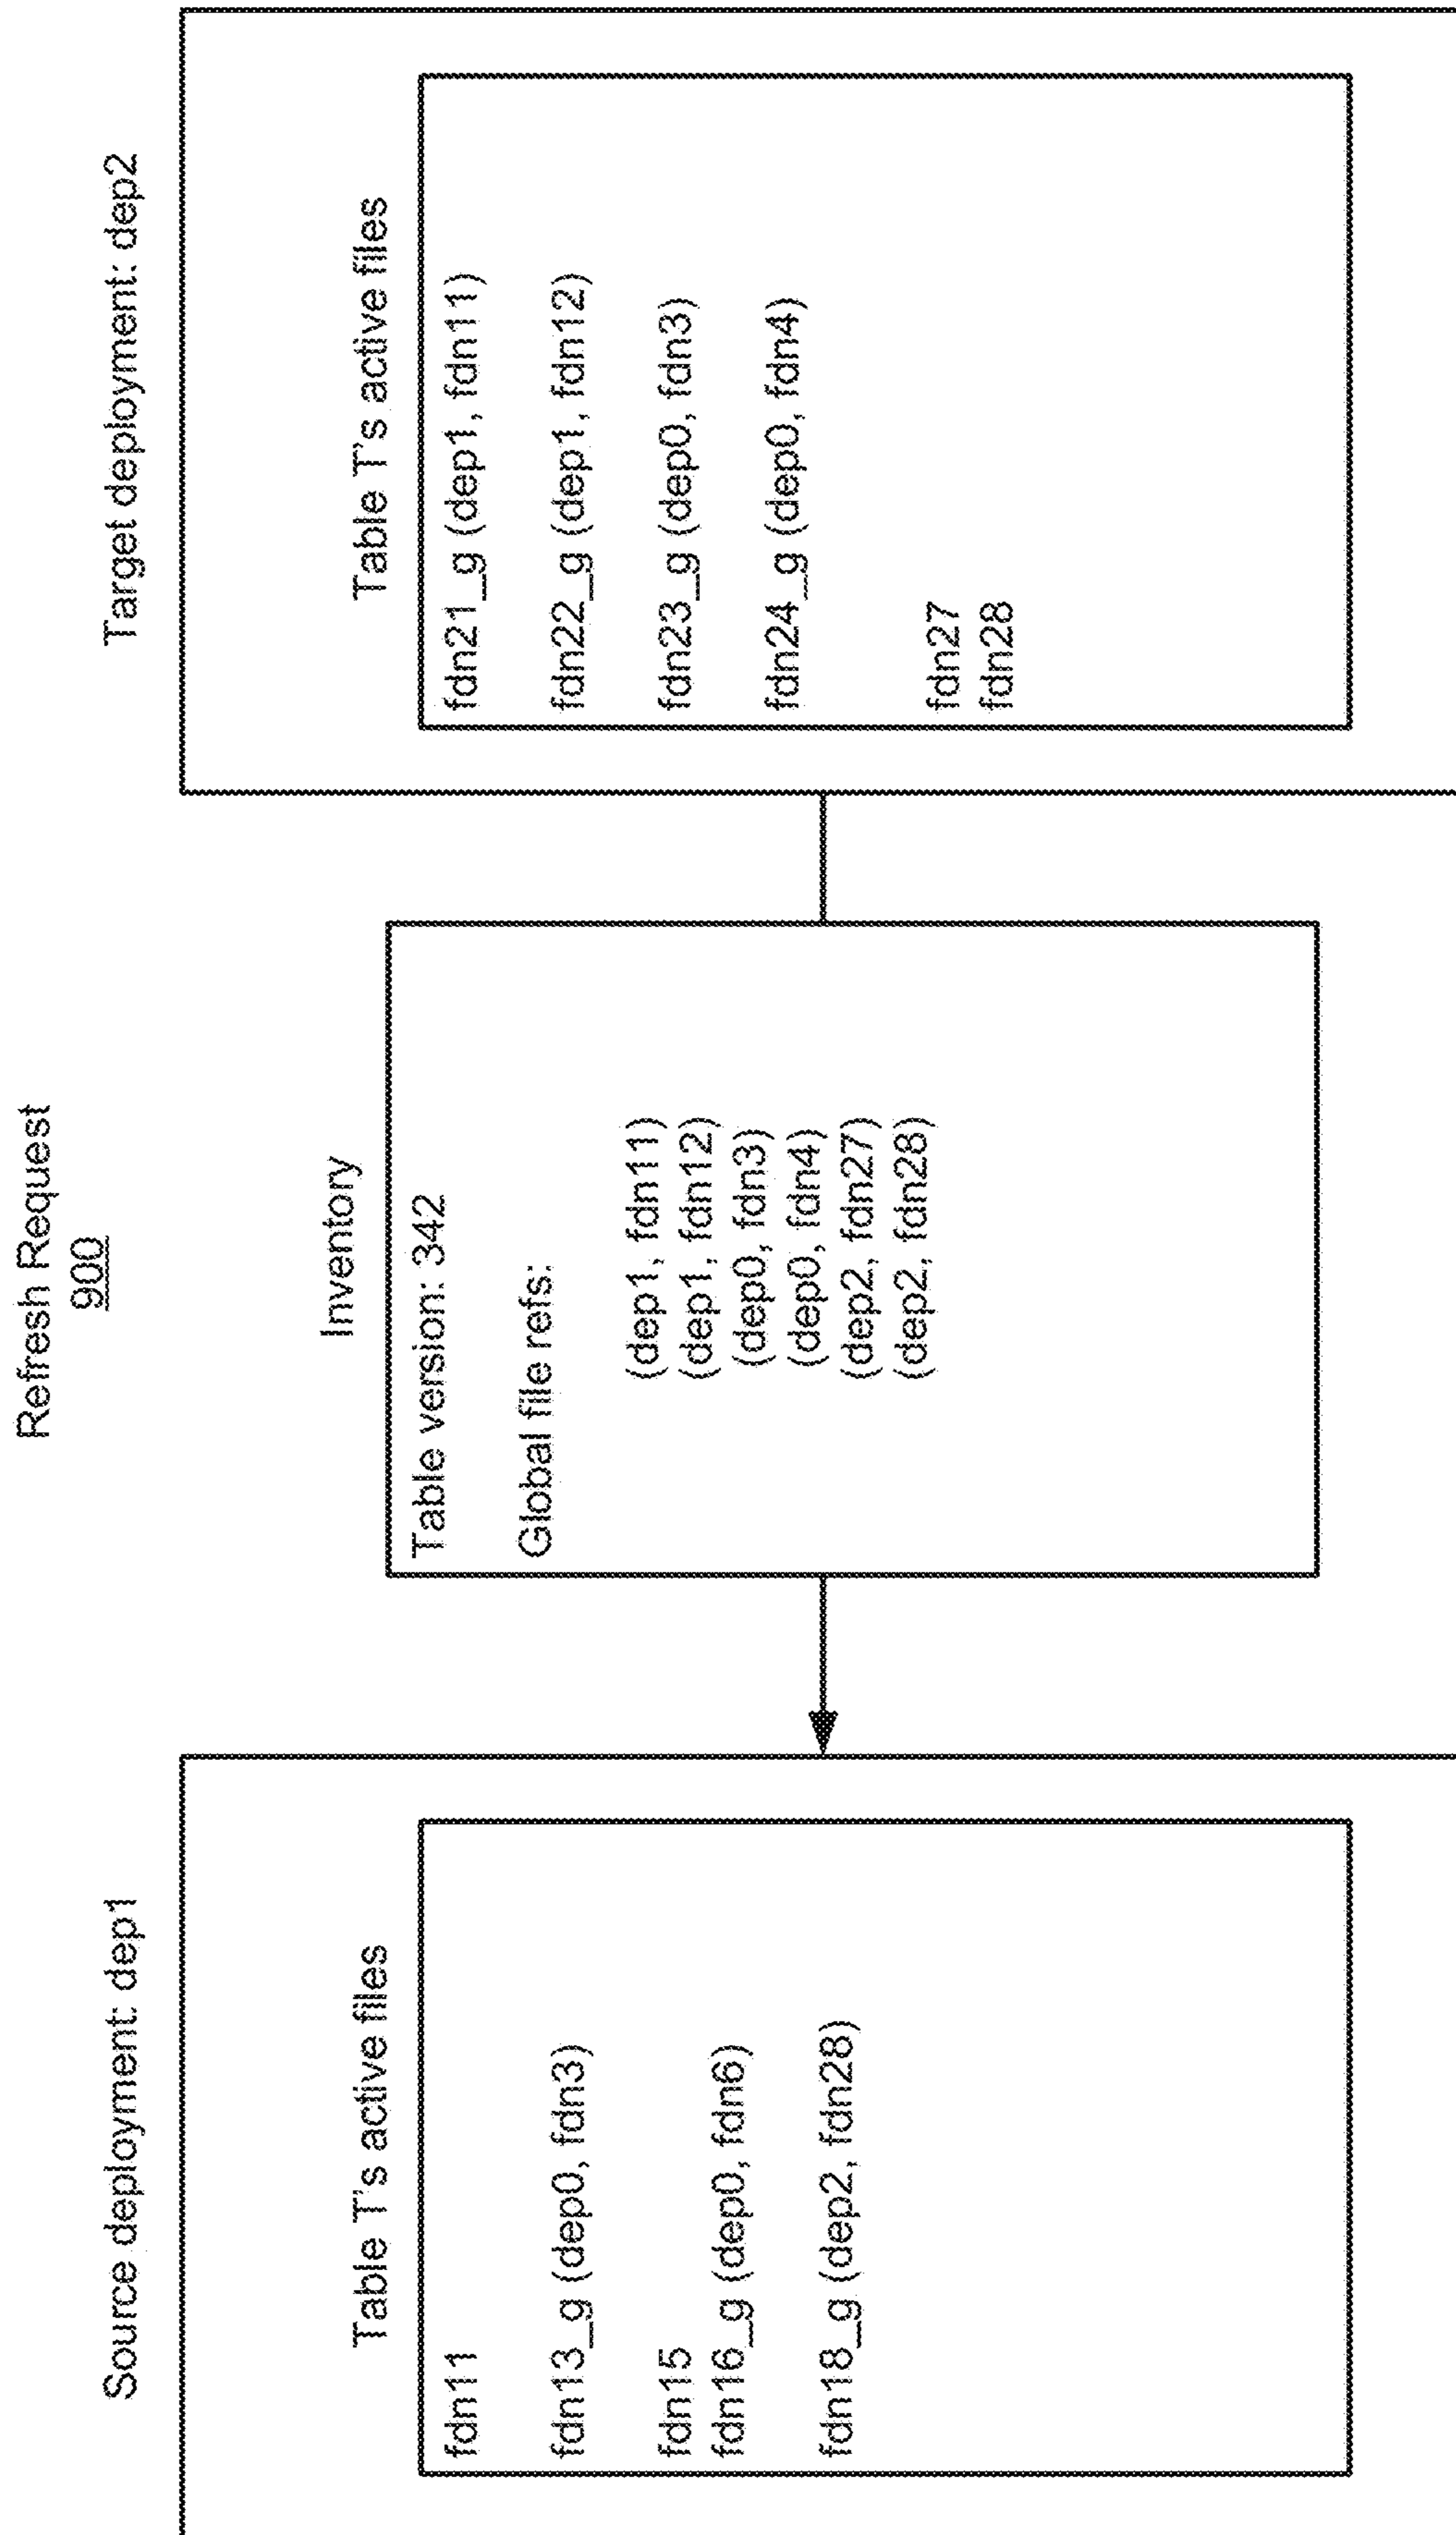 Refresh Request
900
Source deployment: dep1
Table T's active files
fdn11
fdn13_g (dep0, fdn3)
fdn15
fdn16_g (dep0, fdn6)
fdn18_g (dep2, fdn28)
Inventory
Table version: 342
Global file refs:
(dep1, fdn11)
(dep1, fdn12)
(dep0, fdn3)
(dep0, fdn4)
(dep2, fdn27)
(dep2, fdn28)
Target deployment: dep2
Table T's active files
fdn21_g (dep1, fdn11)
fdn22_g (dep1, fdn12)
fdn23_g (dep0, fdn3)
fdn24_g (dep0, fdn4)
fdn27
fdn28